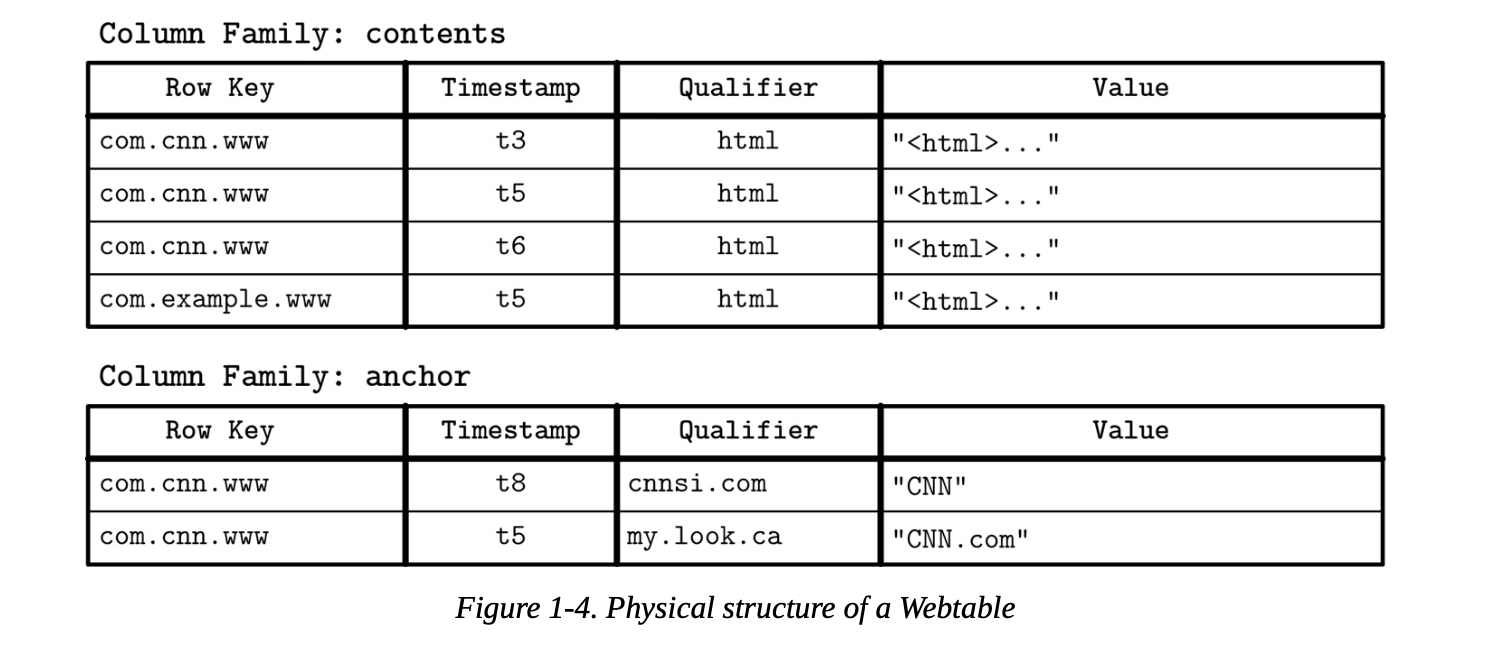 Column Family: contents
Row Key Timestamp Qualifier Value
com.cnn.www t3 html "<html>..."
com.cnn.www t5 html "<html>..."
com.cnn.www t6 html "<html>..."
com.example.www t5 html "<html>..."
Column Family: anchor
Row Key Timestamp Qualifier Value
com.cnn.www t8 cnnsi.com "CNN"
com.cnn.www t5 my.look.ca "CNN.com"
Figure 1-4. Physical structure of a Webtable